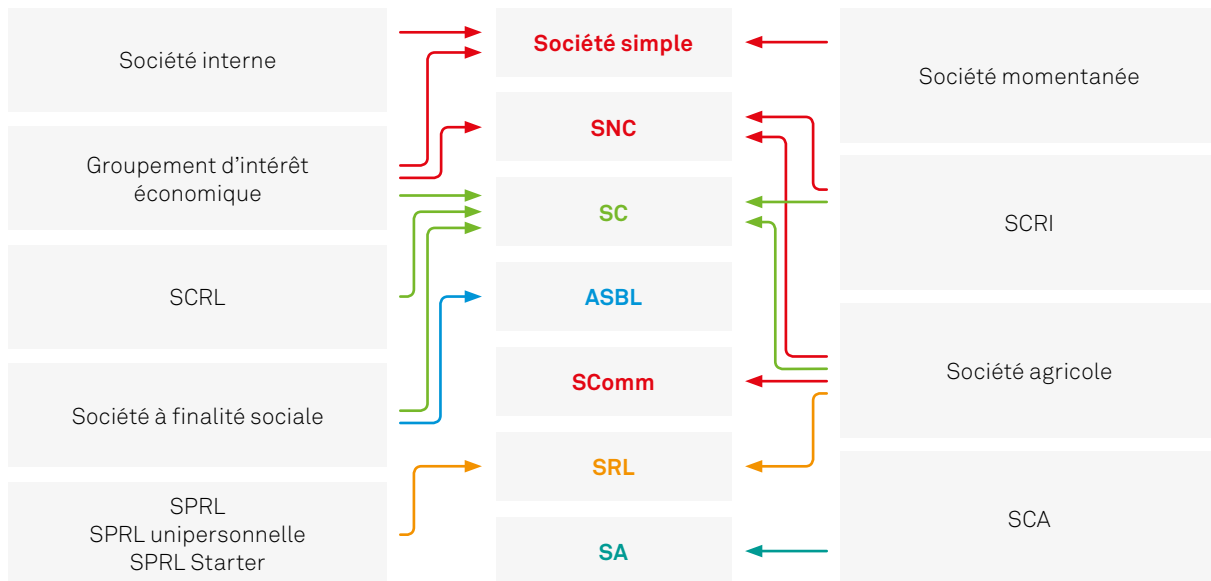 Société interne
Groupement d'intérêt
économique
SCRL
Société à finalité sociale
SPRL
SPRL unipersonnelle
SPRL Starter
Société simple
SNC
SC
ASBL
SComm
SRL
SA
Société momentanée
SCRI
Société agricole
SCA